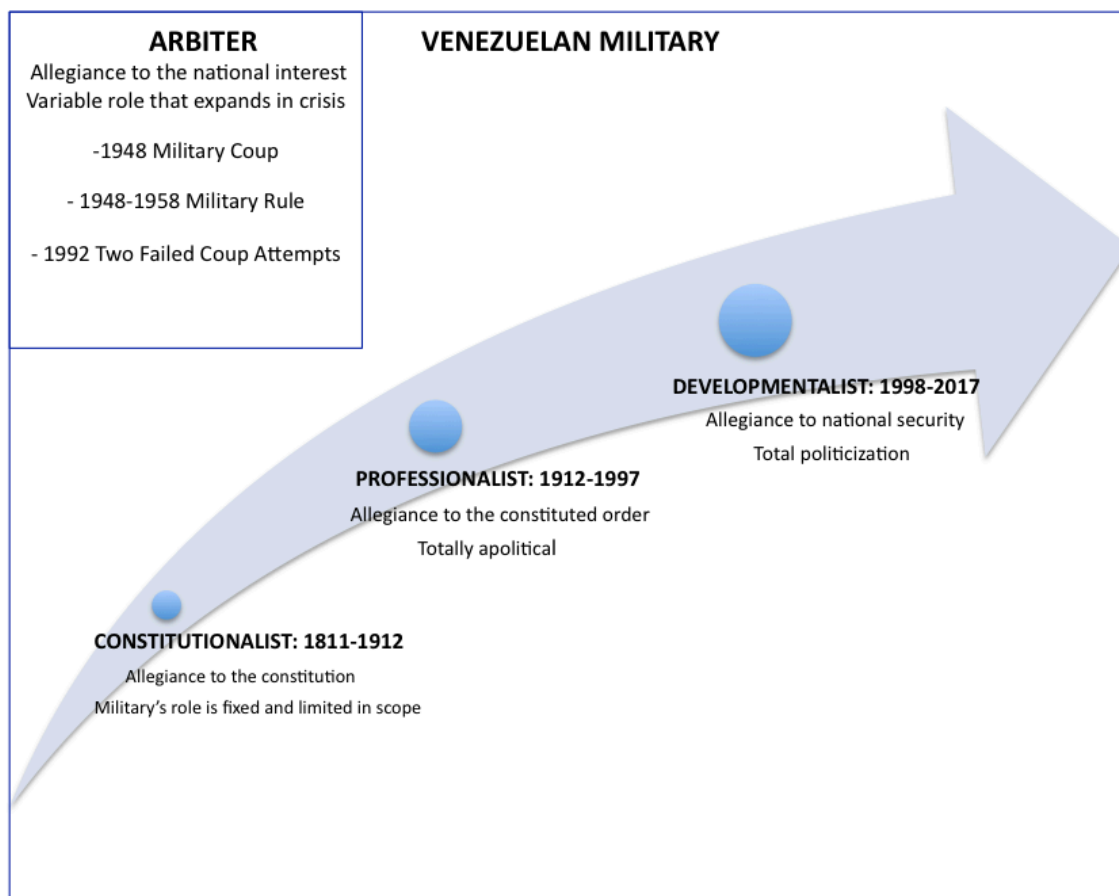 ARBITER
Allegiance to the national interest
Variable role that expands in crisis
-1948 Military Coup
- 1948-1958 Military Rule
- 1992 Two Failed Coup Attempts
VENEZUELAN MILITARY
DEVELOPMENTALIST: 1998-2017
Allegiance to national security
Total politicization
PROFESSIONALIST: 1912-1997
Allegiance to the constituted order
Totally apolitical
CONSTITUTIONALIST: 1811-1912
Allegiance to the constitution
Military’s role is fixed and limited in scope